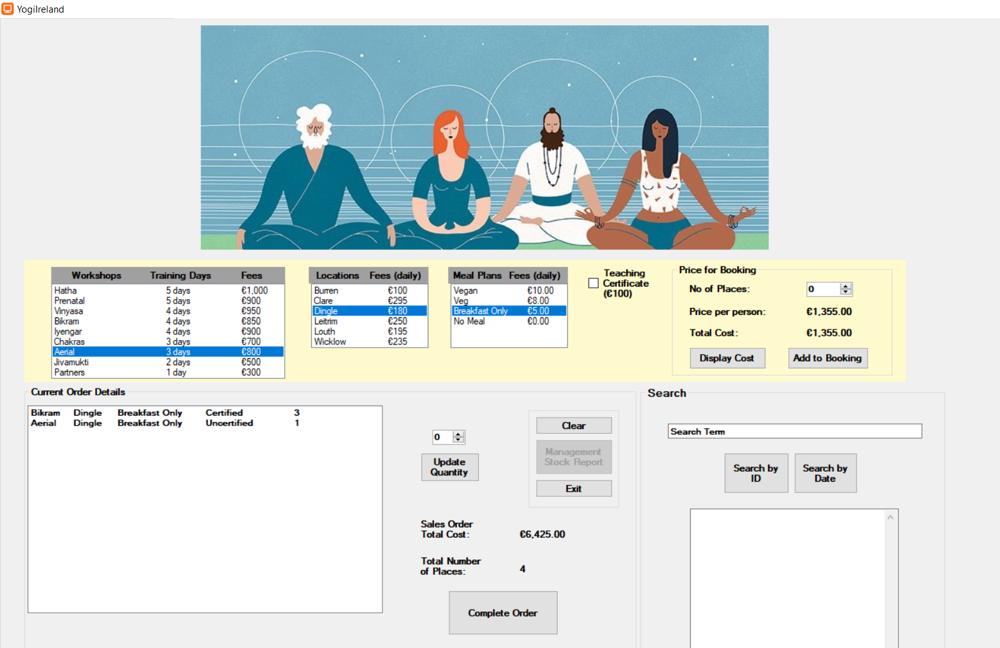 YogiIreland
Workshops Training Days Fees
Hatha 5 days €1,000
Prenatal 5 days €900
Vinyasa 4 days €950
Bikram 4 days €850
Iyengar 4 days €900
Chakras 3 days €700
Aerial 3 days €800
Jivamukti 2 days €500
Partners 1 day €300
Locations Fees (daily)
Burren €100
Clare €295
Dingle €180
Leitrim €250
Louth €195
Wicklow €235
Meal Plans Fees (daily)
Vegan €10.00
Veg €8.00
Breakfast Only €5.00
No Meal €0.00
Teaching
Certificate
(€100)
Price for Booking
No of Places: 0
Price per person: €1,355.00
Total Cost: €1,355.00
Display Cost Add to Booking
Current Order Details
Bikram Dingle Breakfast Only Certified 3
Aerial Dingle Breakfast Only Uncertified 1
0
Update
Quantity
Clear
Management
Stock Report
Exit
Sales Order
Total Cost: €6,425.00
Total Number
of Places: 4
Complete Order
Search
Search Term
Search by
ID
Search by
Date